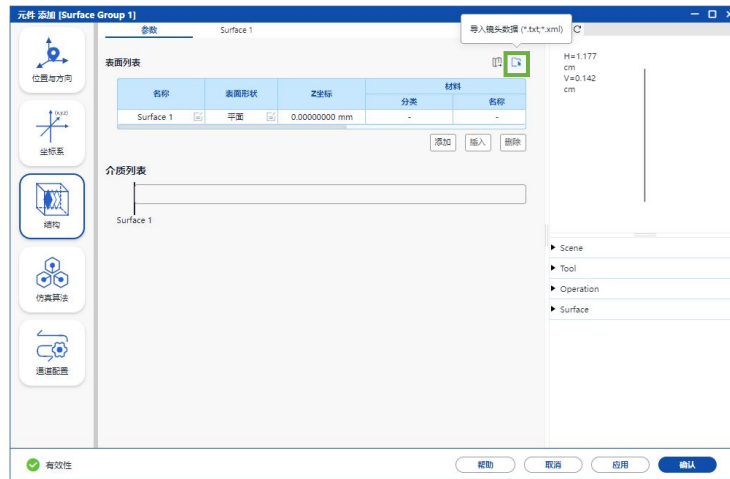 元件 添加 [Surface Group 1]
参数
Surface 1
导入镜头数据 (*.txt;*.xml)
位置与方向
(x,y,z)
坐标系
结构
仿真算法
通道配置
表面列表
名称
表面形状
Z坐标
材料
分类
名称
Surface 1
平面
0.00000000 mm
-
-
添加
插入
删除
介质列表
Surface 1
H=1.177
cm
V=0.142
cm
Scene
Tool
Operation
Surface
有效性
帮助
取消
应用
确认